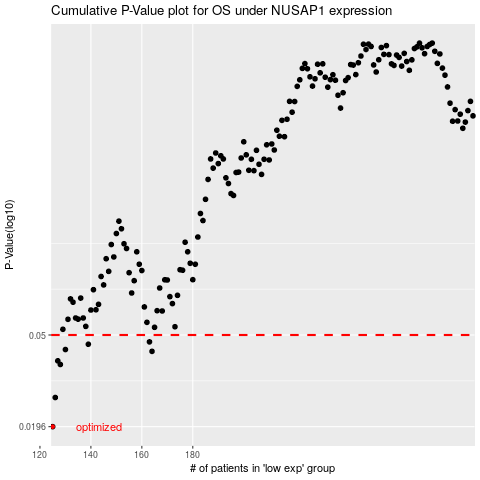 Cumulative P-Value plot for OS under NUSAP1 expression
P-Value(log10)
0.05
0.0196
optimized
120 140 160 180
# of patients in 'low exp' group